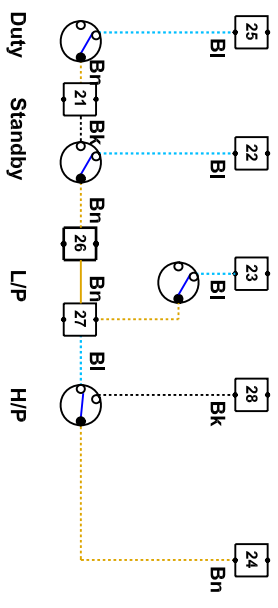 25 22 23 28 24
Bl Bl Bl Bk Bn
Bn Bk Bn Bn Bl
21 26 27
Duty Standby L/P H/P